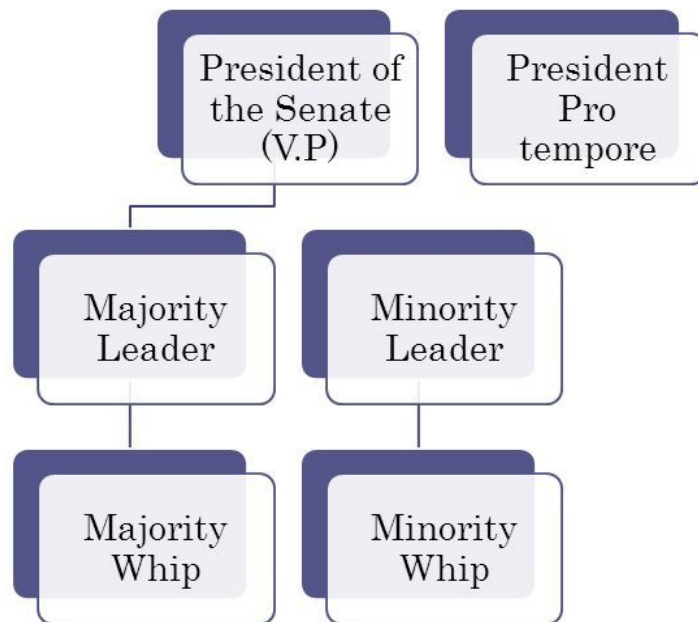 President of
the Senate
(V.P)
President
Pro
tempore
Majority
Leader
Minority
Leader
Majority
Whip
Minority
Whip